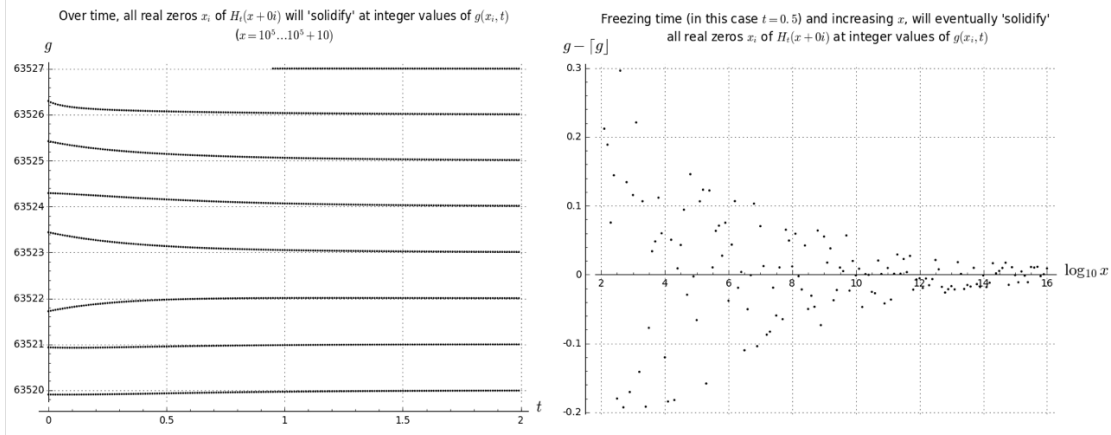 Over time, all real zeros $x_i$ of $H_t(x+0i)$ will 'solidify' at integer values of $g(x_i,t)$
$(x=10^5...10^5+10)$
g
63527
63526
63525
63524
63523
63522
63521
63520
0 0.5 1 1.5 2 t
Freezing time (in this case $t=0.5$) and increasing $x$, will eventually 'solidify'
all real zeros $x_i$ of $H_t(x+0i)$ at integer values of $g(x_i,t)$
$g-\lceil g\rfloor$
0.3
0.2
0.1
0
-0.1
-0.2
2 4 6 8 10 12 14 16 $\log_{10} x$